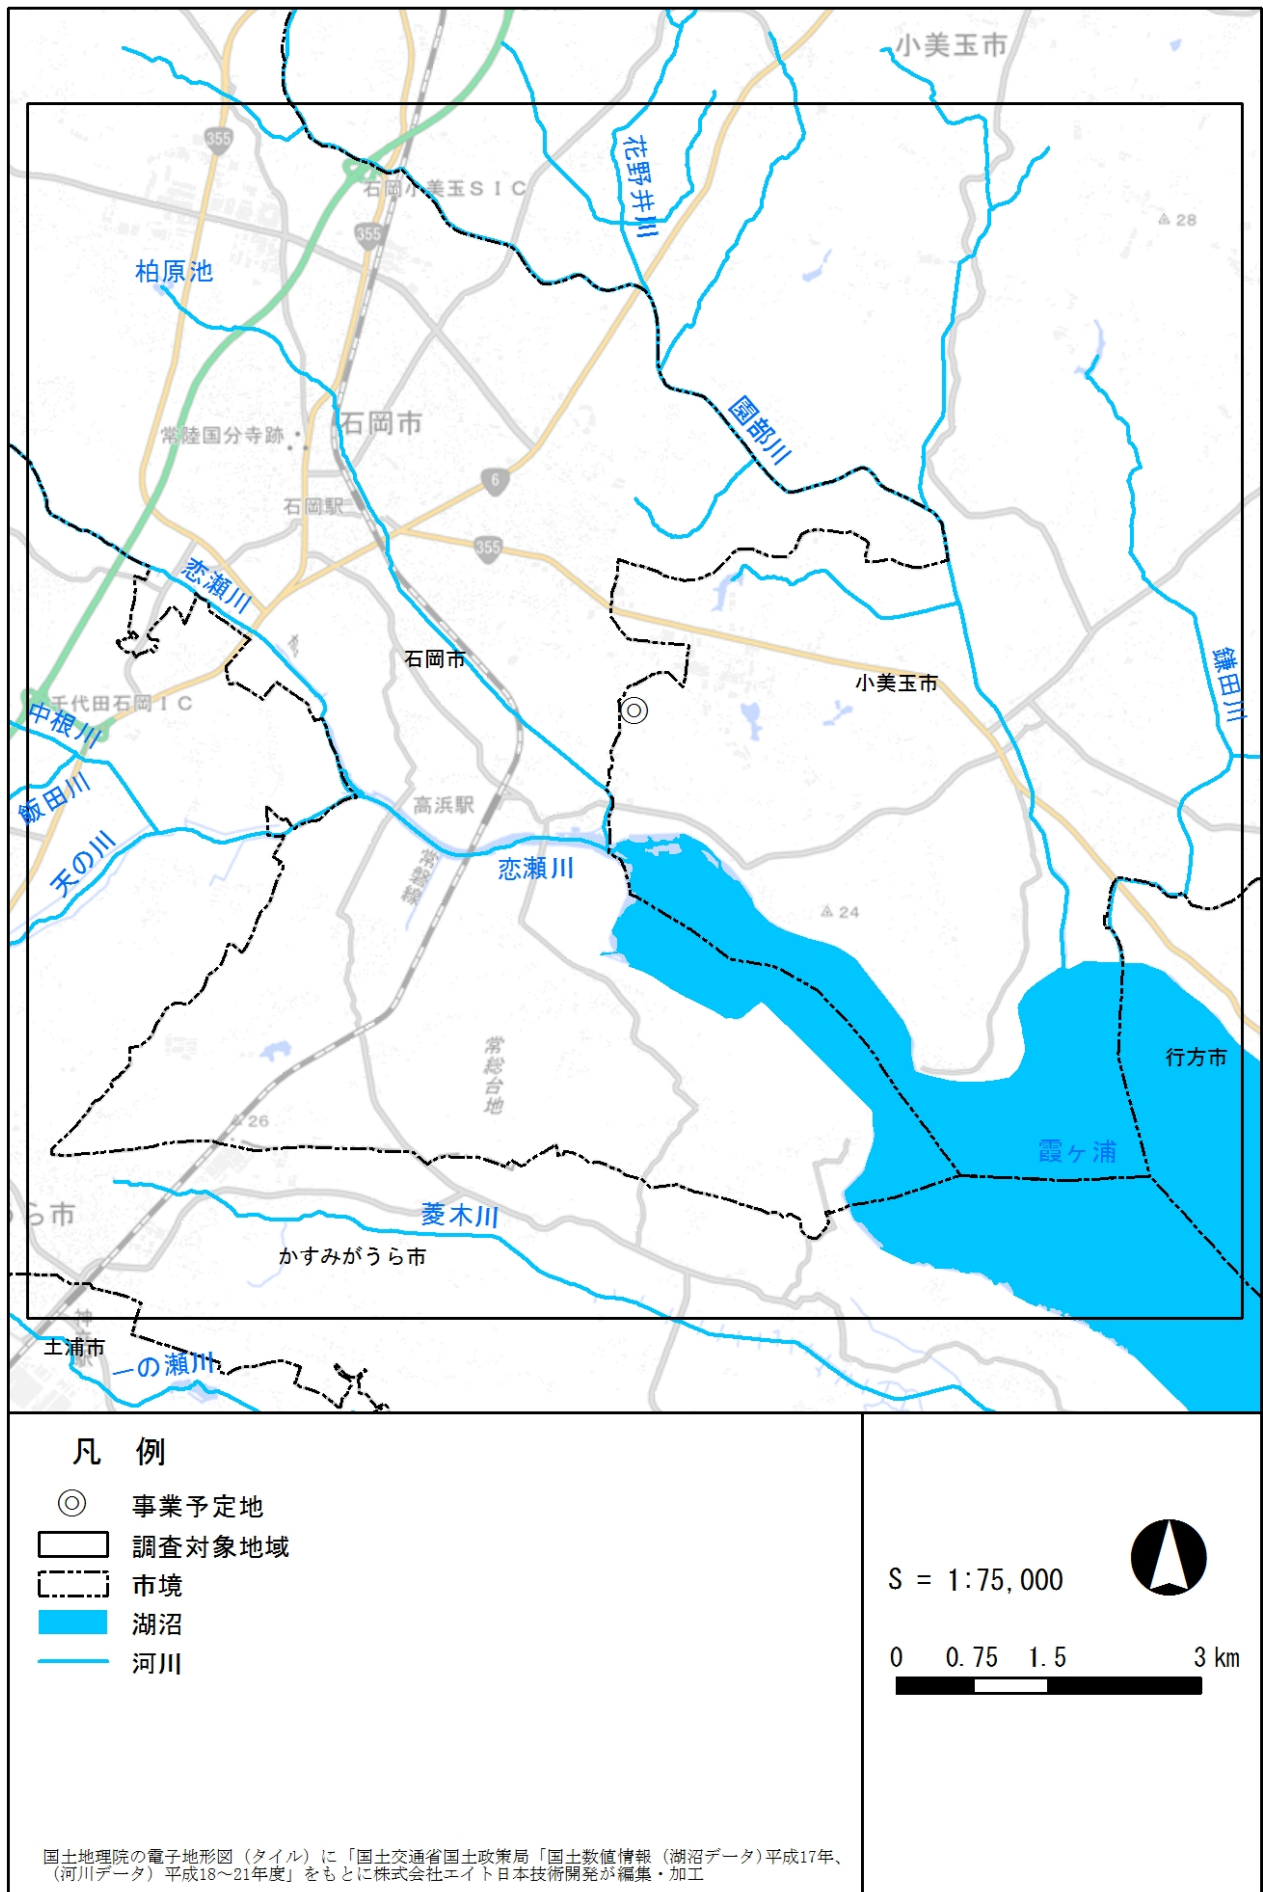 小美玉市
355
花野井川
石岡小美玉SIC
355
28
柏原池
園部川
石岡市
常陸国分寺跡
6
石岡駅
355
恋瀬川
石岡市
小美玉市
鎌田川
千代田石岡IC
中根川
飯田川
高浜駅
天の川
常磐線
恋瀬川
24
常総台地
行方市
26
霞ヶ浦
ら市
菱木川
かすみがうら市
土浦市
一の瀬川
凡 例
事業予定地
調査対象地域
市境
湖沼
河川
S = 1:75,000
0 0.75 1.5 3 km
国土地理院の電子地形図（タイル）に「国土交通省国土政策局「国土数値情報（湖沼データ）平成17年、
（河川データ）平成18～21年度」をもとに株式会社エイト日本技術開発が編集・加工